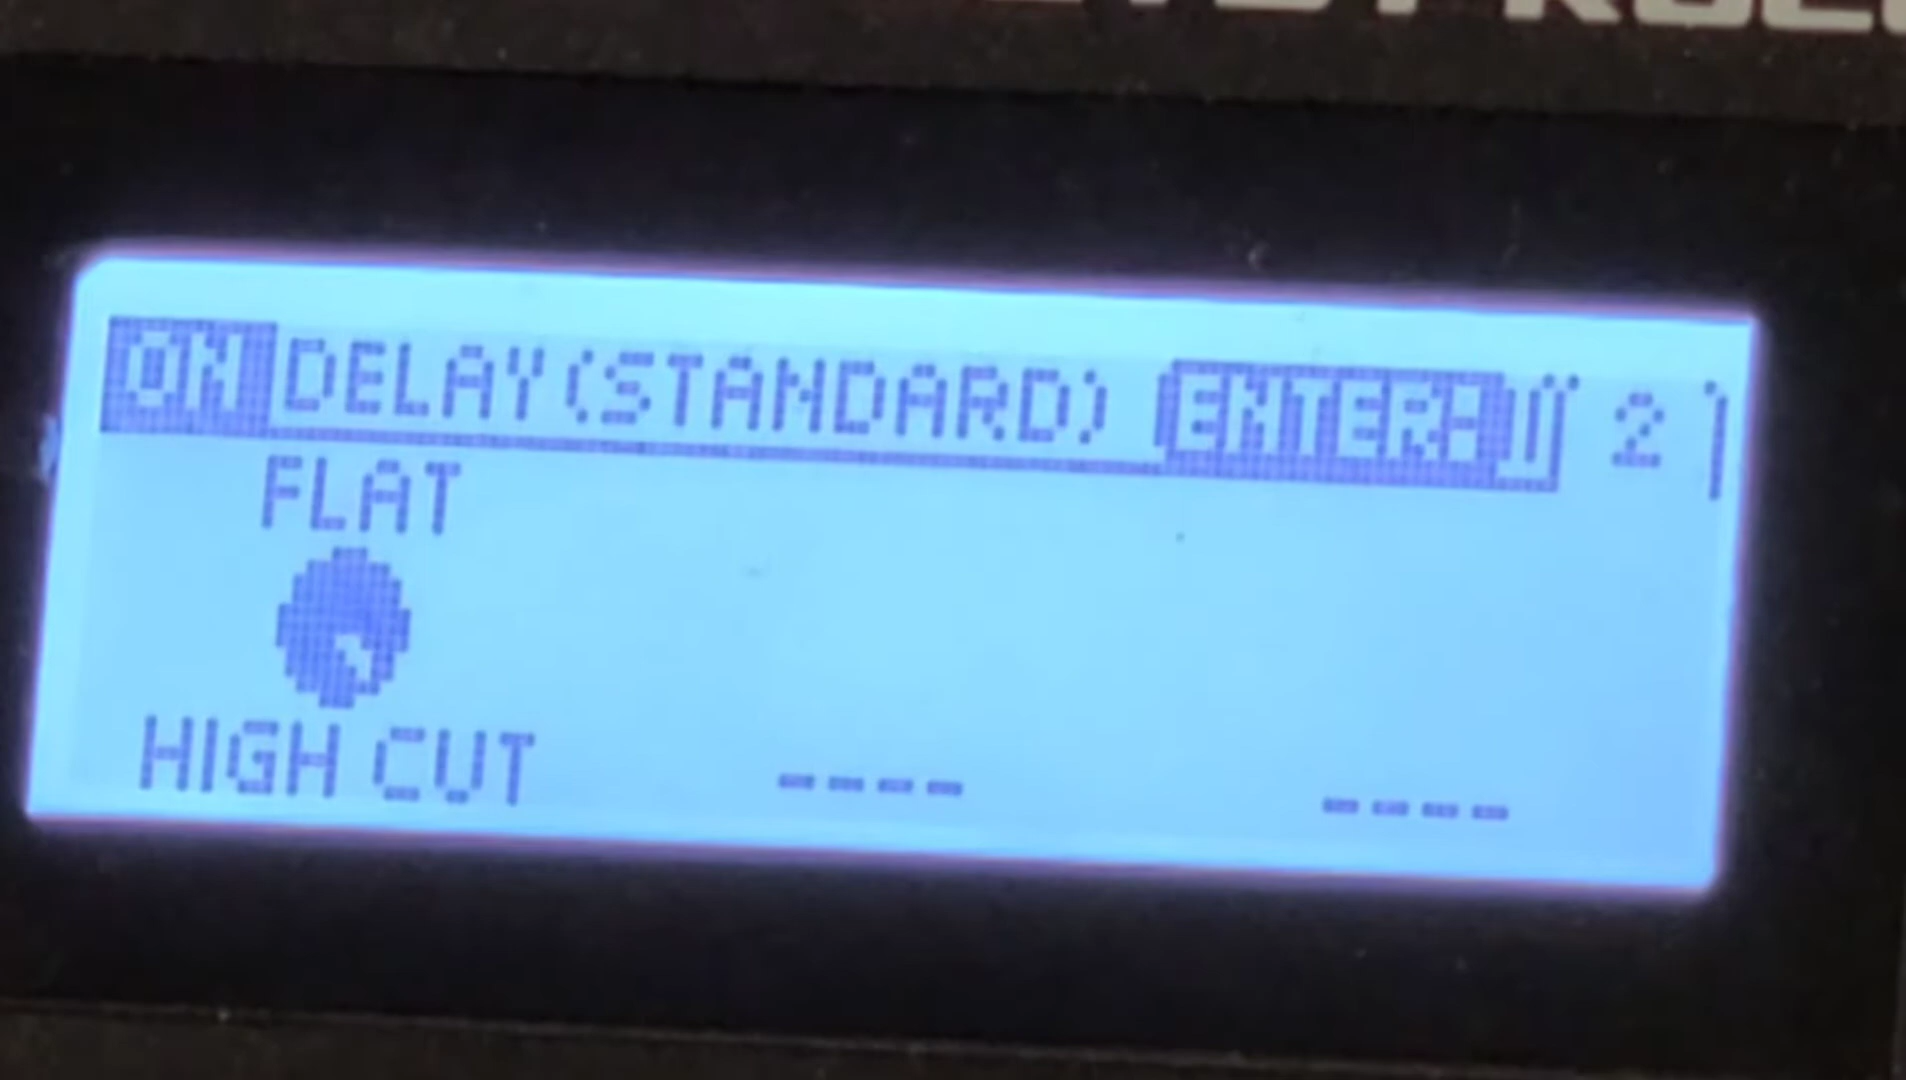 ON DELAY(STANDARD) ENTER 2
FLAT
HIGH CUT
---- ----